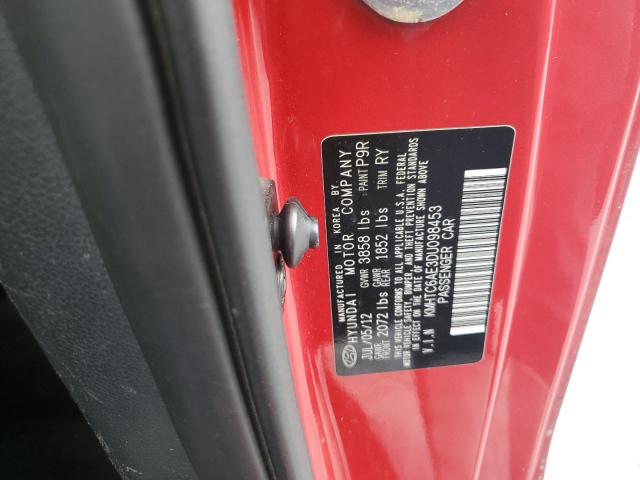 MANUFACTURED IN KOREA BY
HYUNDAI MOTOR COMPANY
JUL/05/12 GVWR 3858 lbs PAINT P9R
GAWR FRONT 2072 lbs GAWR REAR 1852 lbs TRIM RY
THIS VEHICLE CONFORMS TO ALL APPLICABLE U.S.A. FEDERAL
MOTOR VEHICLE SAFETY, BUMPER, AND THEFT PREVENTION STANDARDS
IN EFFECT ON THE DATE OF MANUFACTURE SHOWN ABOVE
V.I.N KMHTC6AE3DU098453
PASSENGER CAR